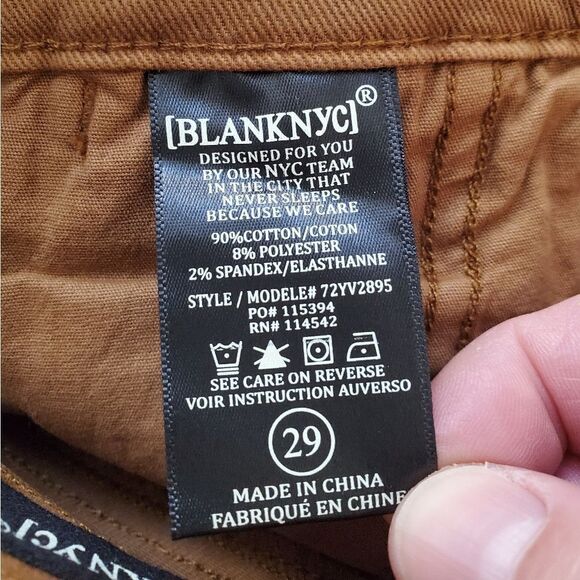 [BLANKNYC]®
DESIGNED FOR YOU
BY OUR NYC TEAM
IN THE CITY THAT
NEVER SLEEPS
BECAUSE WE CARE
90%COTTON/COTON
8% POLYESTER
2% SPANDEX/ELASTHANNE
STYLE / MODELE# 72YV2895
PO# 115394
RN# 114542
SEE CARE ON REVERSE
VOIR INSTRUCTION AUVERSO
29
MADE IN CHINA
FABRIQUÉ EN CHINE
KNYC]